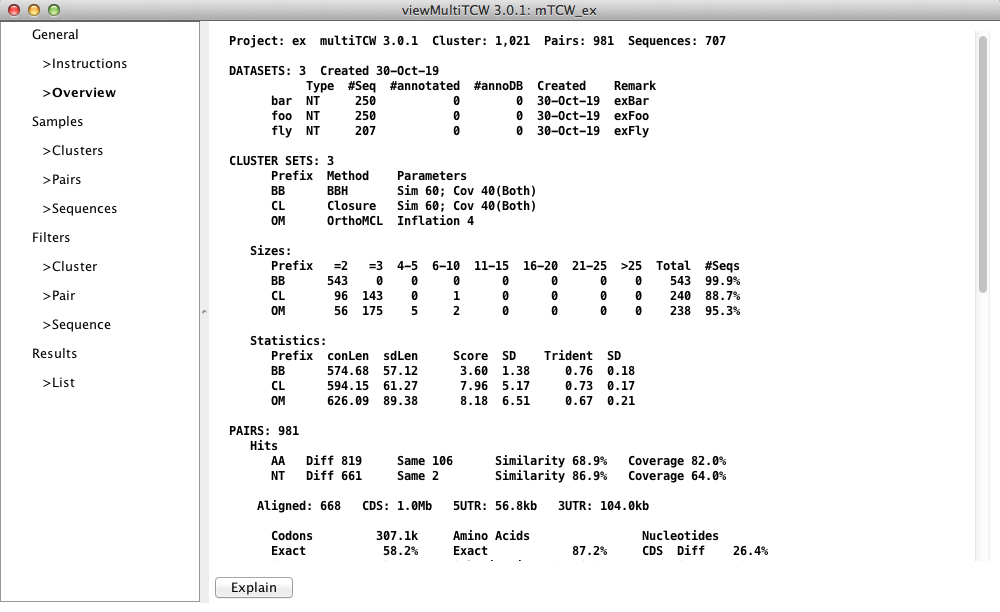 viewMultiTCW 3.0.1: mTCW_ex
General
>Instructions
>Overview
Samples
>Clusters
>Pairs
>Sequences
Filters
>Cluster
>Pair
>Sequence
Results
>List
Project: ex  multiTCW 3.0.1  Cluster: 1,021  Pairs: 981  Sequences: 707
DATASETS: 3  Created 30-Oct-19
Type  #Seq  #annotated  #annoDB  Created  Remark
bar  NT  250  0  0  30-Oct-19  exBar
foo  NT  250  0  0  30-Oct-19  exFoo
fly  NT  207  0  0  30-Oct-19  exFly
CLUSTER SETS: 3
Prefix  Method  Parameters
BB  BBH  Sim 60; Cov 40(Both)
CL  Closure  Sim 60; Cov 40(Both)
OM  OrthoMCL  Inflation 4
Sizes:
Prefix  =2  =3  4-5  6-10  11-15  16-20  21-25  >25  Total  #Seqs
BB  543  0  0  0  0  0  0  0  543  99.9%
CL  96  143  0  1  0  0  0  0  240  88.7%
OM  56  175  5  2  0  0  0  0  238  95.3%
Statistics:
Prefix  conLen  sdLen  Score  SD  Trident  SD
BB  574.68  57.12  3.60  1.38  0.76  0.18
CL  594.15  61.27  7.96  5.17  0.73  0.17
OM  626.09  89.38  8.18  6.51  0.67  0.21
PAIRS: 981
Hits
AA  Diff 819  Same 106  Similarity 68.9%  Coverage 82.0%
NT  Diff 661  Same 2  Similarity 86.9%  Coverage 64.0%
Aligned: 668  CDS: 1.0Mb  5UTR: 56.8kb  3UTR: 104.0kb
Codons  307.1k  Amino Acids  Nucleotides
Exact  58.2%  Exact  87.2%  CDS  Diff  26.4%
Explain